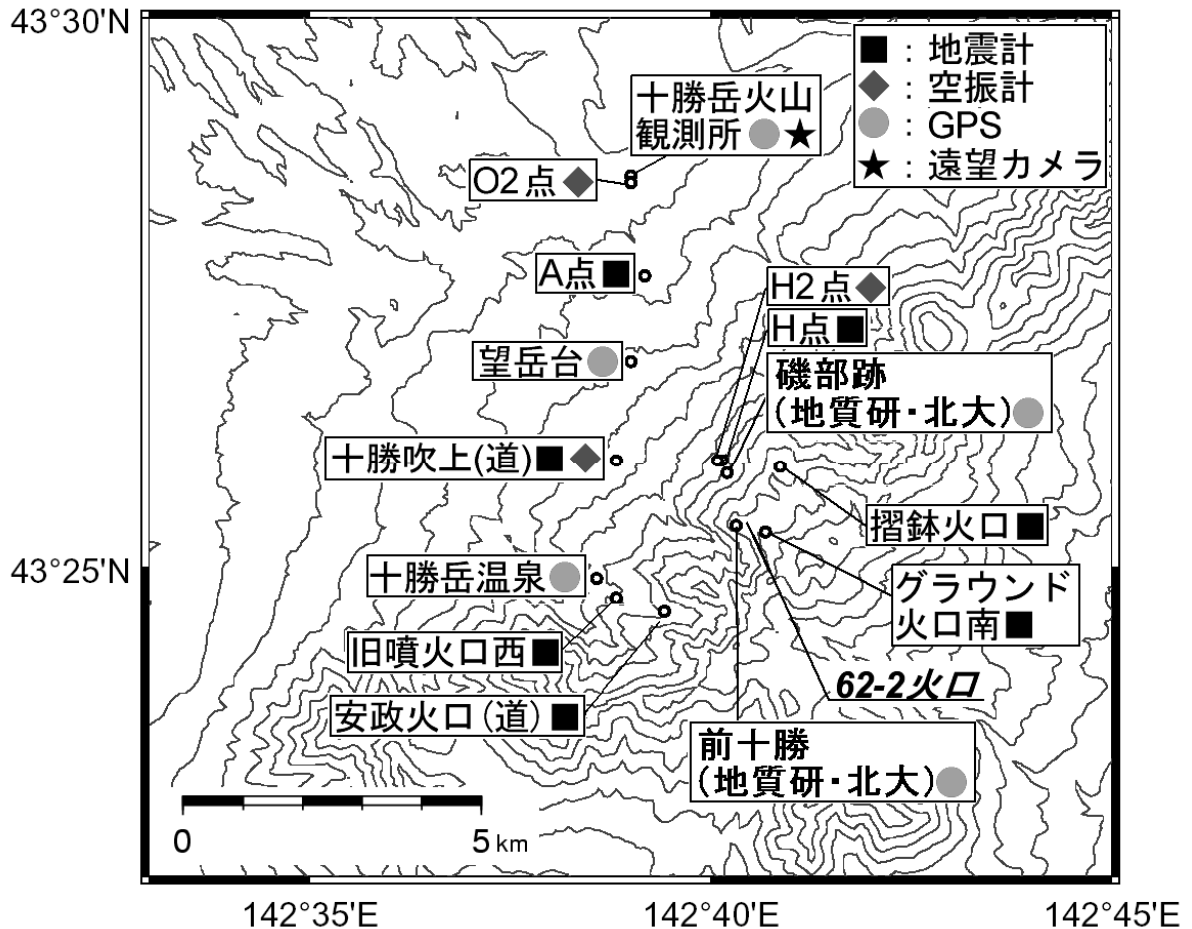 43°30'N
■ : 地震計
◆ : 空振計
● : GPS
★ : 遠望カメラ
十勝岳火山
観測所 ● ★
O2点 ◆
A点 ■
H2点 ◆
H点 ■
望岳台 ●
磯部跡
(地質研・北大) ●
十勝吹上(道) ■ ◆
摺鉢火口 ■
43°25'N
十勝岳温泉 ●
グラウンド
火口南 ■
旧噴火口西 ■
62-2火口
安政火口(道) ■
前十勝
(地質研・北大) ●
0 5 km
142°35'E 142°40'E 142°45'E